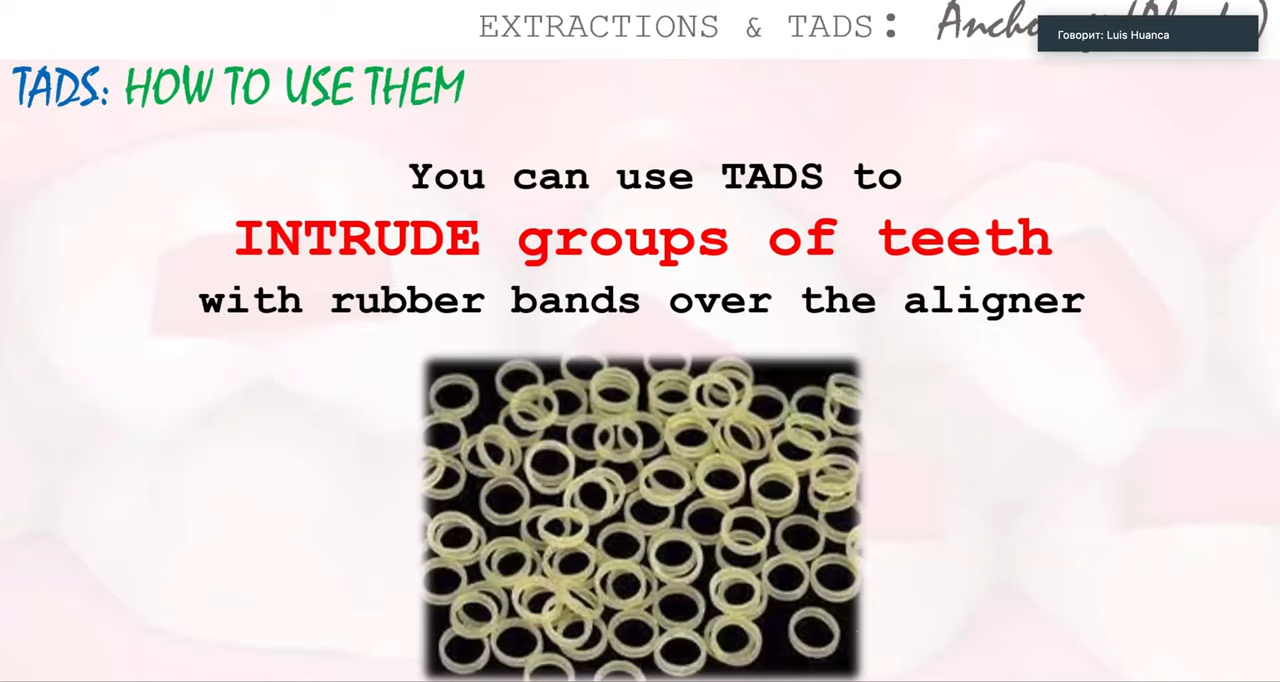 EXTRACTIONS & TADS:
Говорит: Luis Huanca
TADS: HOW TO USE THEM
You can use TADS to
INTRUDE groups of teeth
with rubber bands over the aligner